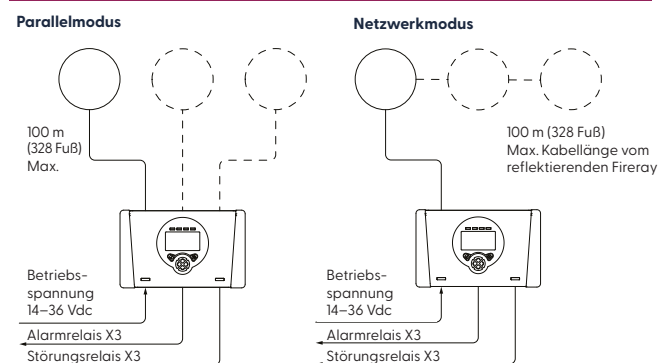 Parallelmodus
100 m
(328 Fuß)
Max.
Betriebs-
spannung
14–36 Vdc
Alarmrelais X3
Störungsrelais X3
Netzwerkmodus
100 m (328 Fuß)
Max. Kabellänge vom
reflektierenden Fireray
Betriebs-
spannung
14–36 Vdc
Alarmrelais X3
Störungsrelais X3